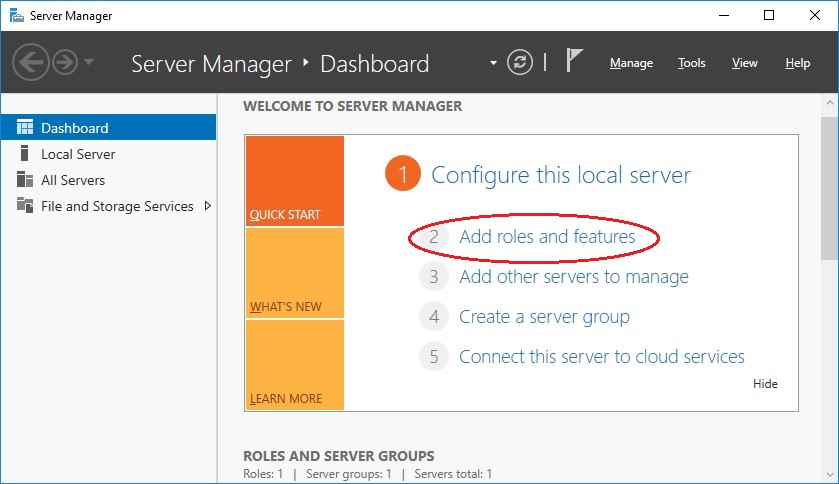 Server Manager
Server Manager ‣ Dashboard
Manage Tools View Help
Dashboard
Local Server
All Servers
File and Storage Services
WELCOME TO SERVER MANAGER
QUICK START
WHAT'S NEW
LEARN MORE
1 Configure this local server
2 Add roles and features
3 Add other servers to manage
4 Create a server group
5 Connect this server to cloud services
Hide
ROLES AND SERVER GROUPS
Roles: 1 | Server groups: 1 | Servers total: 1